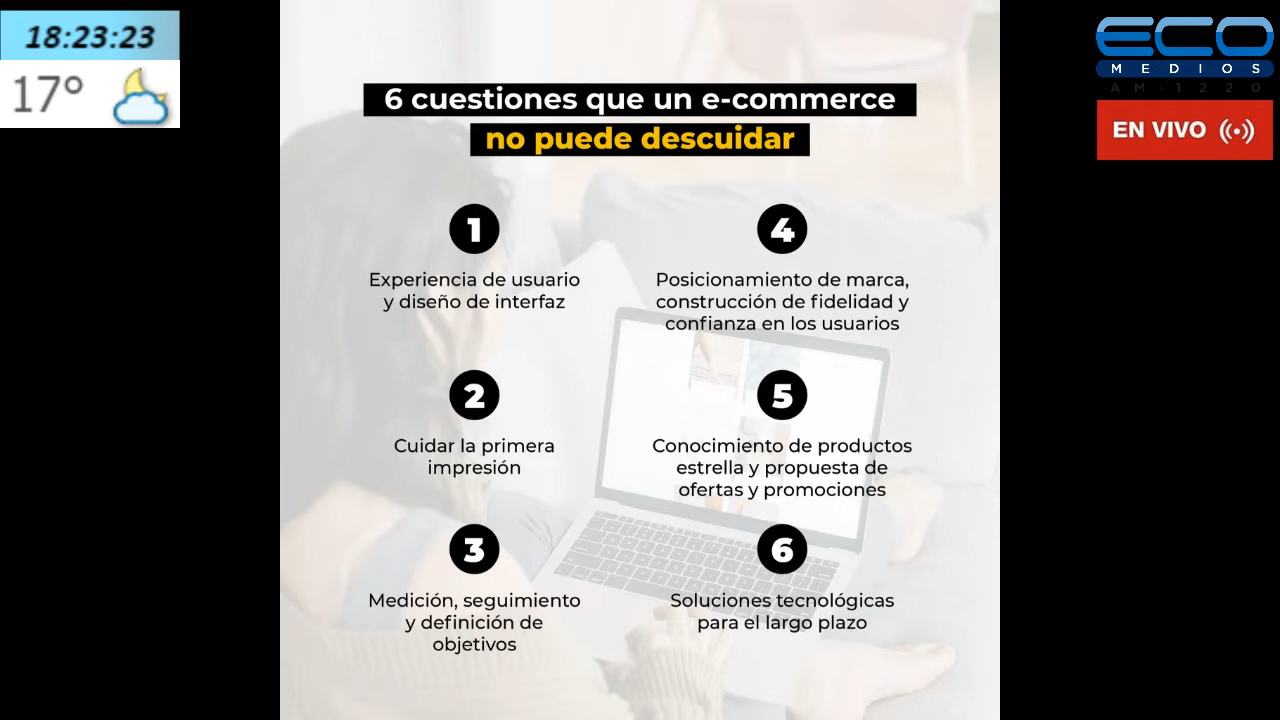 18:23:23
17°
ECO
MEDIOS
AM·1220
EN VIVO
6 cuestiones que un e-commerce
no puede descuidar
1
Experiencia de usuario
y diseño de interfaz
2
Cuidar la primera
impresión
3
Medición, seguimiento
y definición de
objetivos
4
Posicionamiento de marca,
construcción de fidelidad y
confianza en los usuarios
5
Conocimiento de productos
estrella y propuesta de
ofertas y promociones
6
Soluciones tecnológicas
para el largo plazo